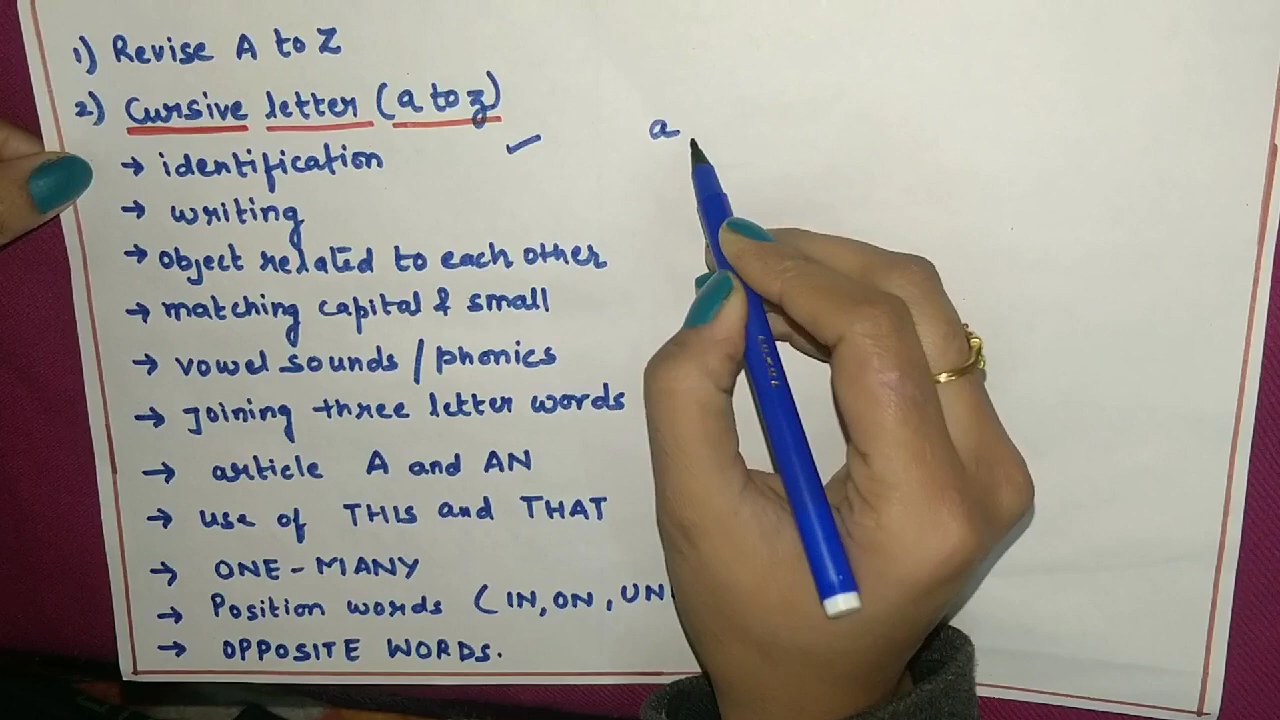 1) Revise A to Z
2) Cursive letter (a to z)
→ identification
→ writing
→ object related to each other
→ matching capital & small
→ vowel sounds / phonics
→ joining three letter words
→ article A and AN
→ use of THIS and THAT
→ ONE - MANY
→ Position words (IN, ON, UN
→ OPPOSITE WORDS.
a